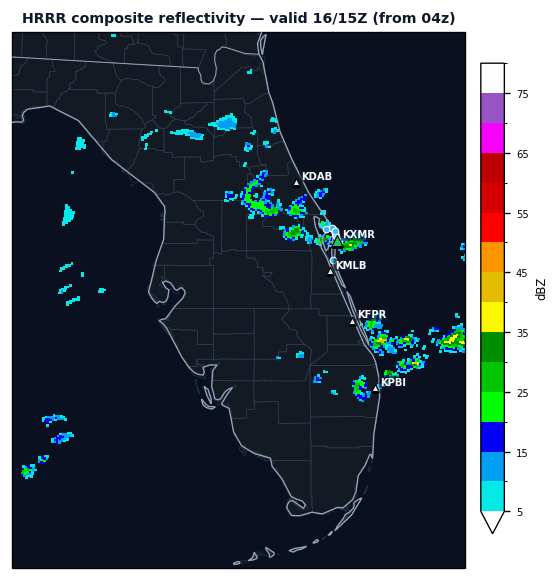 HRRR composite reflectivity — valid 16/15Z (from 04z)
KDAB
KXMR
KMLB
KFPR
KPBI
75
65
55
45
35
25
15
5
dBZ